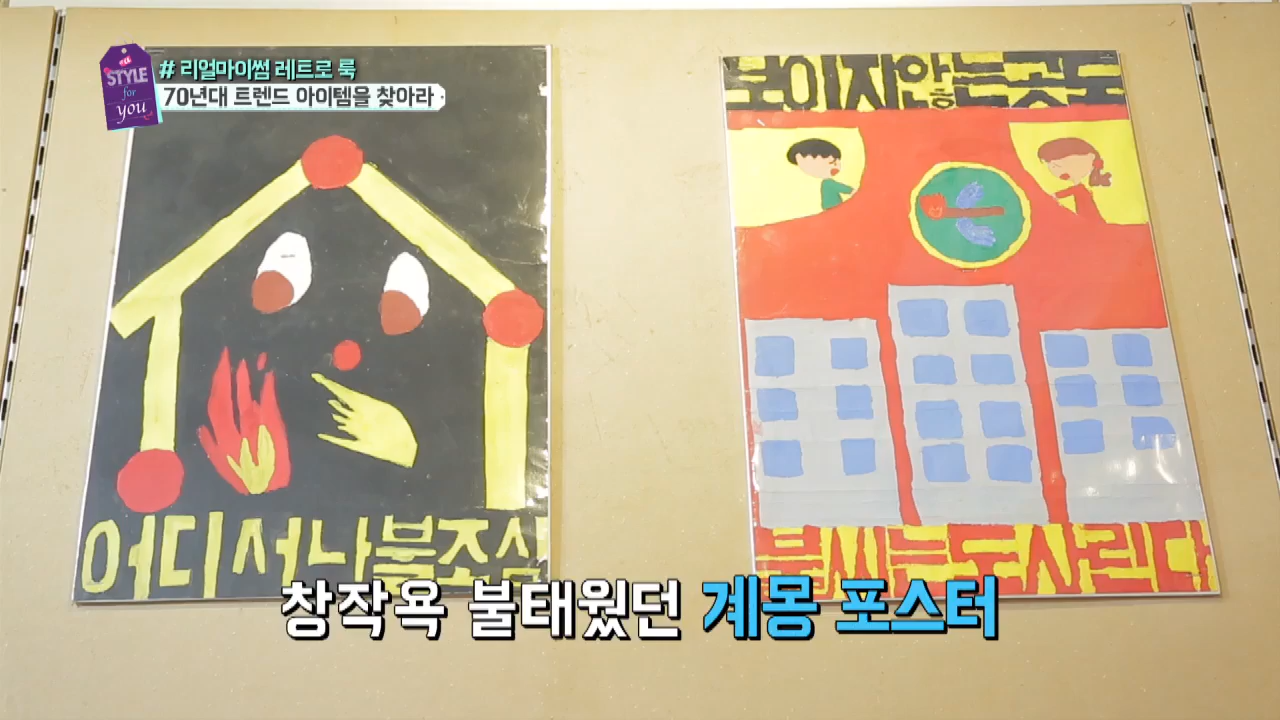 STYLE
for
you
# 리얼마이썸 레트로 룩
70년대 트렌드 아이템을 찾아라
보이지않는곳도
어디서나불조심
불씨는도사린다
창작욕 불태웠던 계몽 포스터